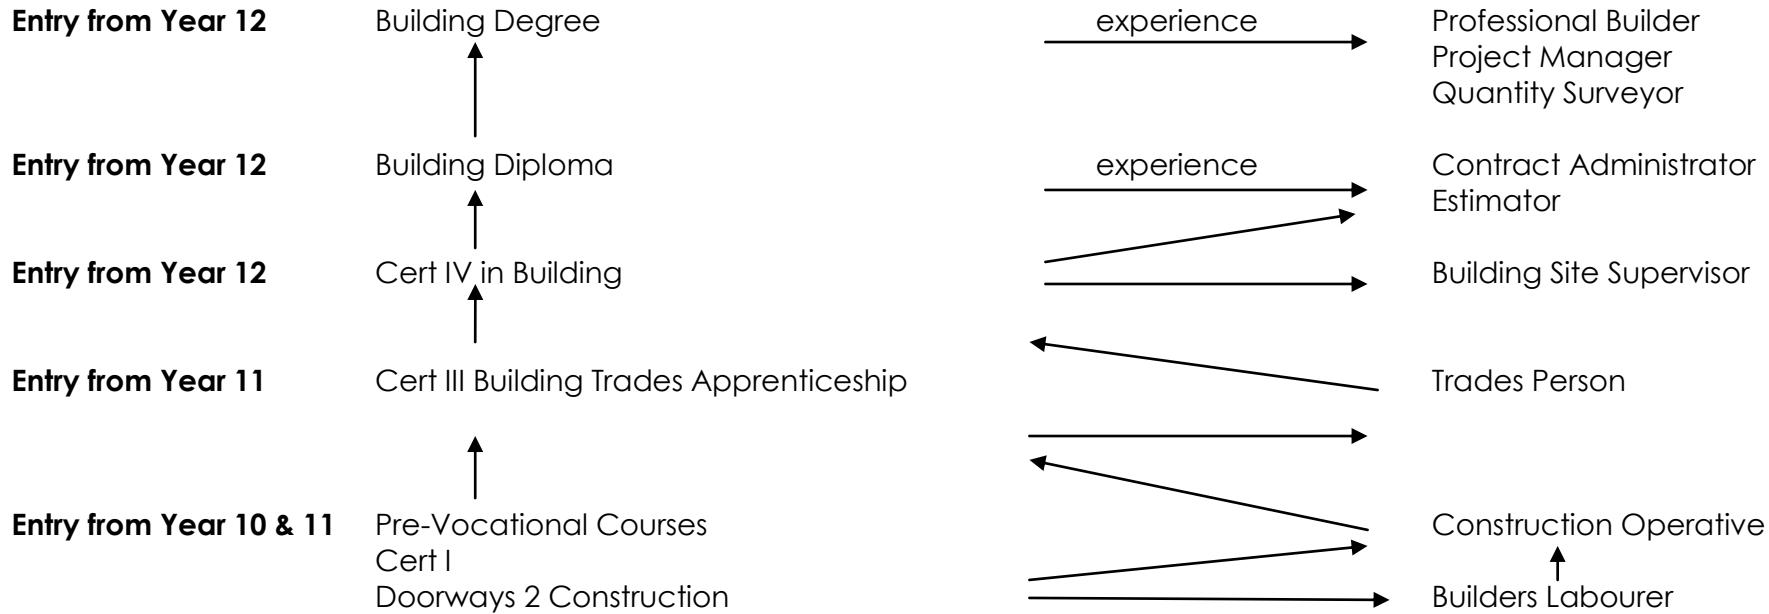 Entry from Year 12 Building Degree experience Professional Builder
Project Manager
Quantity Surveyor
Entry from Year 12 Building Diploma experience Contract Administrator
Estimator
Entry from Year 12 Cert IV in Building Building Site Supervisor
Entry from Year 11 Cert III Building Trades Apprenticeship Trades Person
Entry from Year 10 & 11 Pre-Vocational Courses Construction Operative
Cert I
Doorways 2 Construction Builders Labourer